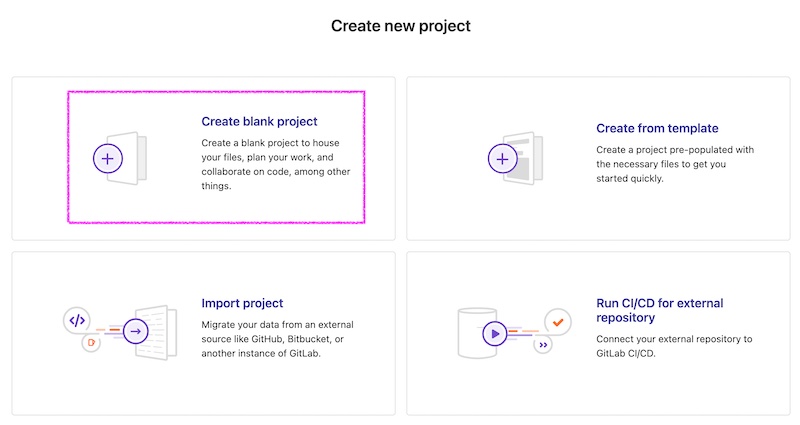 Create new project
Create blank project
Create a blank project to house
your files, plan your work, and
collaborate on code, among other
things.
Create from template
Create a project pre-populated with
the necessary files to get you
started quickly.
Import project
Migrate your data from an external
source like GitHub, Bitbucket, or
another instance of GitLab.
Run CI/CD for external
repository
Connect your external repository to
GitLab CI/CD.